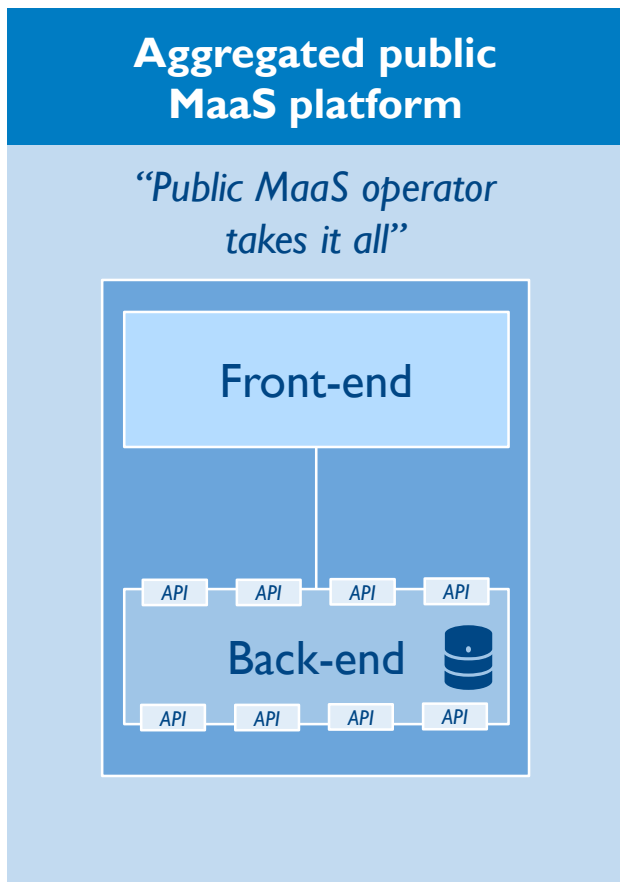 Aggregated public
MaaS platform
“Public MaaS operator
takes it all”
Front-end
API API API API
Back-end
API API API API